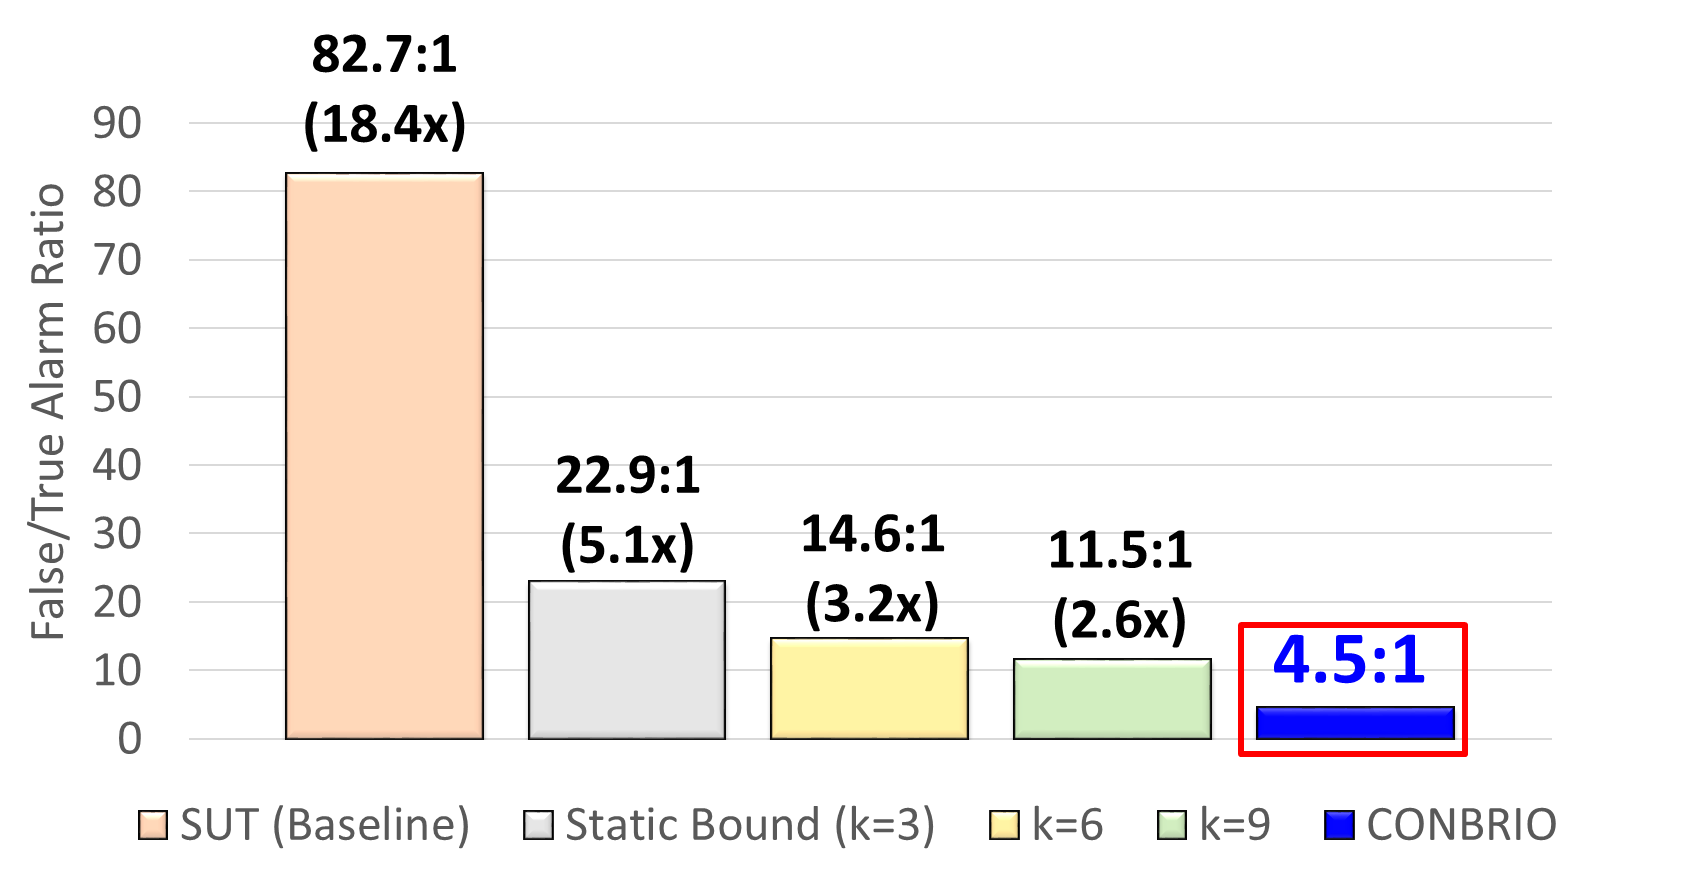 82.7:1
(18.4x)
90
80
70
60
50
40
30
20
10
0
False/True Alarm Ratio
22.9:1
(5.1x)
14.6:1
(3.2x)
11.5:1
(2.6x)
4.5:1
SUT (Baseline)
Static Bound (k=3)
k=6
k=9
CONBRIO